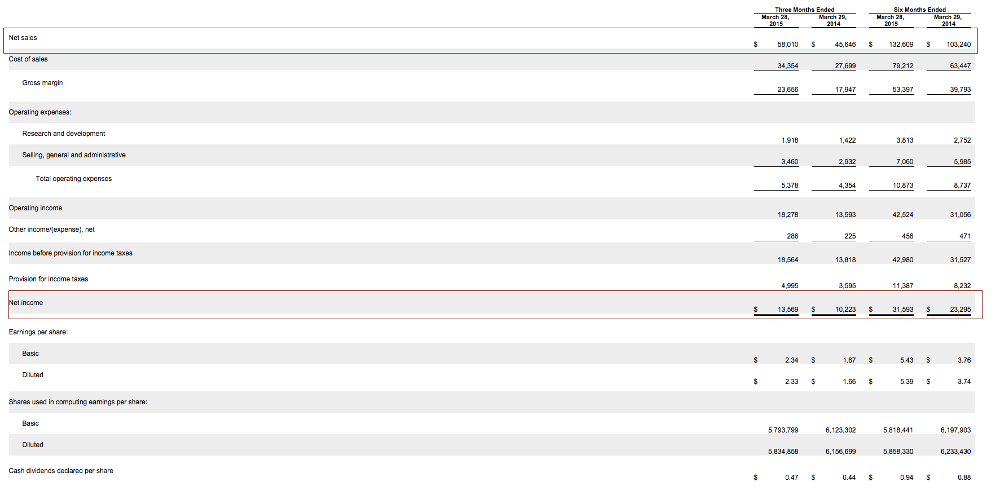 Three Months Ended Six Months Ended
March 28, 2015 March 29, 2014 March 28, 2015 March 29, 2014
Net sales $ 58,010 $ 45,646 $ 132,609 $ 103,240
Cost of sales 34,354 27,699 79,212 63,447
Gross margin 23,656 17,947 53,397 39,793
Operating expenses:
Research and development 1,918 1,422 3,813 2,752
Selling, general and administrative 3,460 2,932 7,060 5,985
Total operating expenses 5,378 4,354 10,873 8,737
Operating income 18,278 13,593 42,524 31,056
Other income/(expense), net 286 225 456 471
Income before provision for income taxes 18,564 13,818 42,980 31,527
Provision for income taxes 4,995 3,595 11,387 8,232
Net income $ 13,569 $ 10,223 $ 31,593 $ 23,295
Earnings per share:
Basic $ 2.34 $ 1.67 $ 5.43 $ 3.76
Diluted $ 2.33 $ 1.66 $ 5.39 $ 3.74
Shares used in computing earnings per share:
Basic 5,793,799 6,123,302 5,818,441 6,197,903
Diluted 5,834,858 6,156,699 5,858,330 6,233,430
Cash dividends declared per share $ 0.47 $ 0.44 $ 0.94 $ 0.88